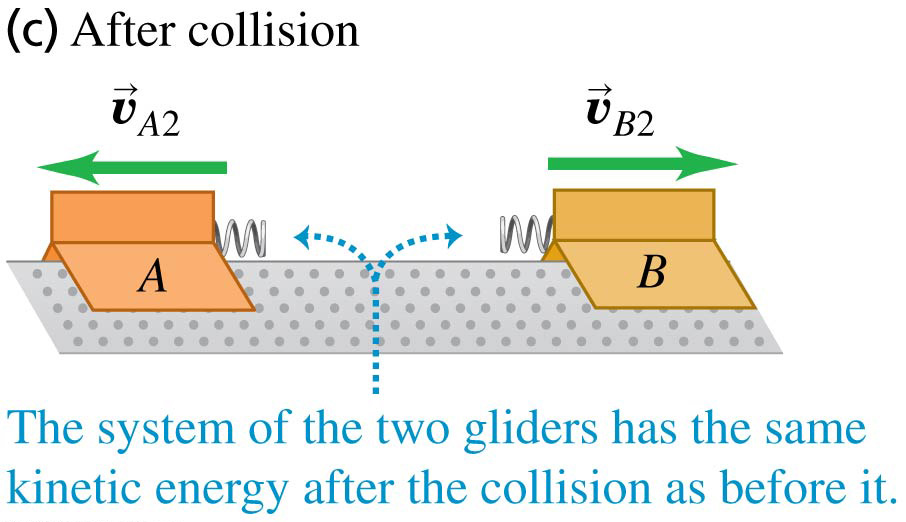 (c) After collision
v⃗A2
v⃗B2
A
B
The system of the two gliders has the same
kinetic energy after the collision as before it.